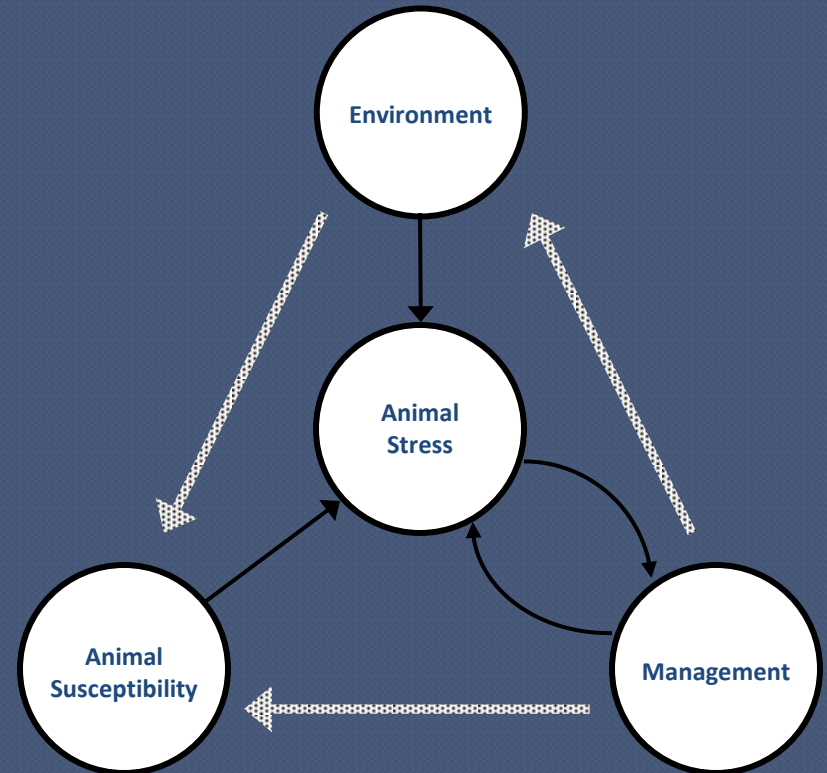 Environment
Animal
Stress
Animal
Susceptibility
Management